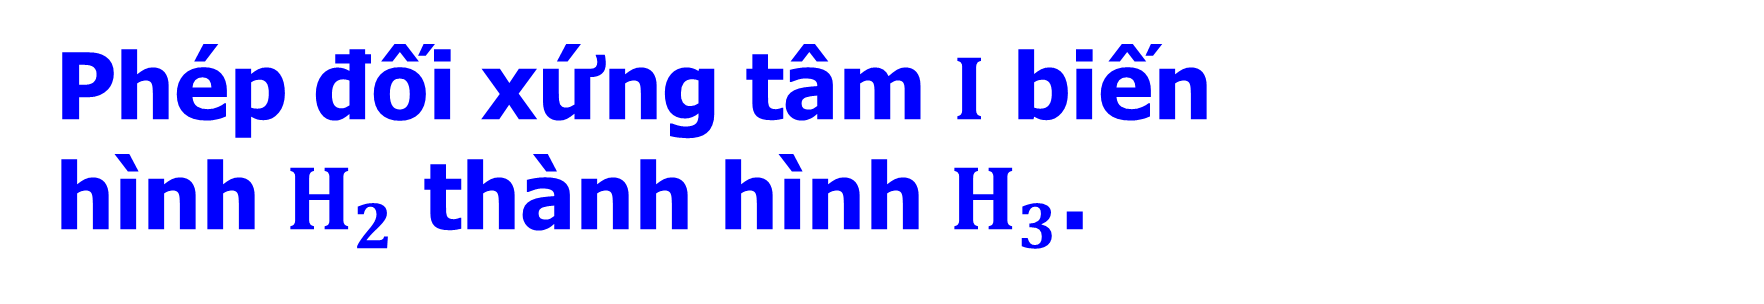 Phép đối xứng tâm I biến
hình H₂ thành hình H₃.